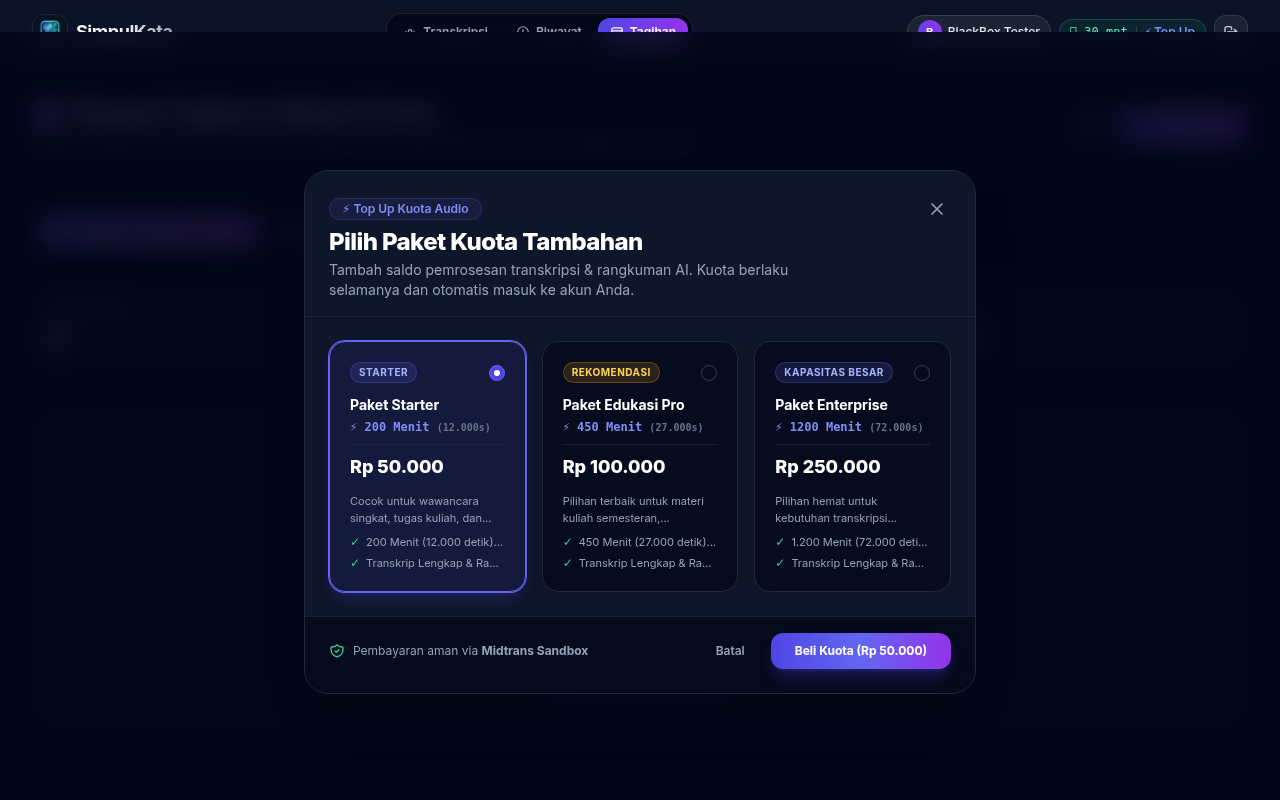 SimpulKata
Transkripsi
Riwayat
Tagihan
B
BlackBox Tester
30 mnt
⚡ Top Up
⚡ Top Up Kuota Audio
Pilih Paket Kuota Tambahan
Tambah saldo pemrosesan transkripsi & rangkuman AI. Kuota berlaku
selamanya dan otomatis masuk ke akun Anda.
STARTER
Paket Starter
⚡ 200 Menit (12.000s)
Rp 50.000
Cocok untuk wawancara
singkat, tugas kuliah, dan...
✓ 200 Menit (12.000 detik)...
✓ Transkrip Lengkap & Ra...
REKOMENDASI
Paket Edukasi Pro
⚡ 450 Menit (27.000s)
Rp 100.000
Pilihan terbaik untuk materi
kuliah semesteran,...
✓ 450 Menit (27.000 detik)...
✓ Transkrip Lengkap & Ra...
KAPASITAS BESAR
Paket Enterprise
⚡ 1200 Menit (72.000s)
Rp 250.000
Pilihan hemat untuk
kebutuhan transkripsi...
✓ 1.200 Menit (72.000 deti...
✓ Transkrip Lengkap & Ra...
Pembayaran aman via Midtrans Sandbox
Batal
Beli Kuota (Rp 50.000)